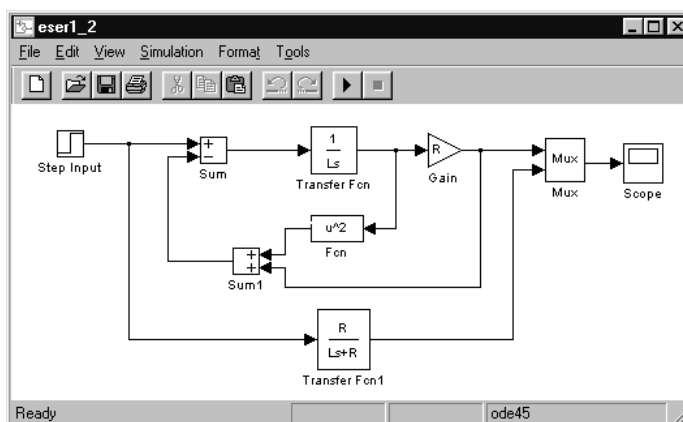 eser1_2
File Edit View Simulation Format Tools
Step Input
+
−
Sum
1
Ls
Transfer Fcn
R
Gain
Mux
Mux
Scope
u^2
Fcn
+
+
Sum1
R
Ls+R
Transfer Fcn1
Ready ode45